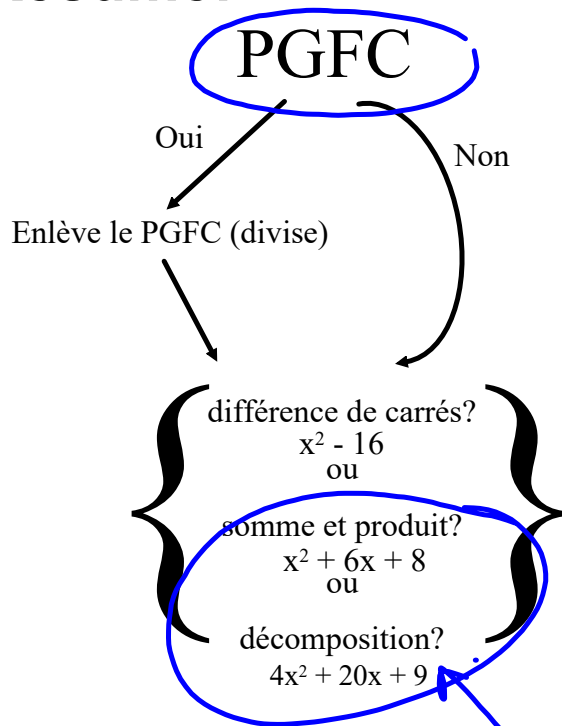 PGFC
Oui
Non
Enlève le PGFC (divise)
différence de carrés?
x² - 16
ou
somme et produit?
x² + 6x + 8
ou
décomposition?
4x² + 20x + 9